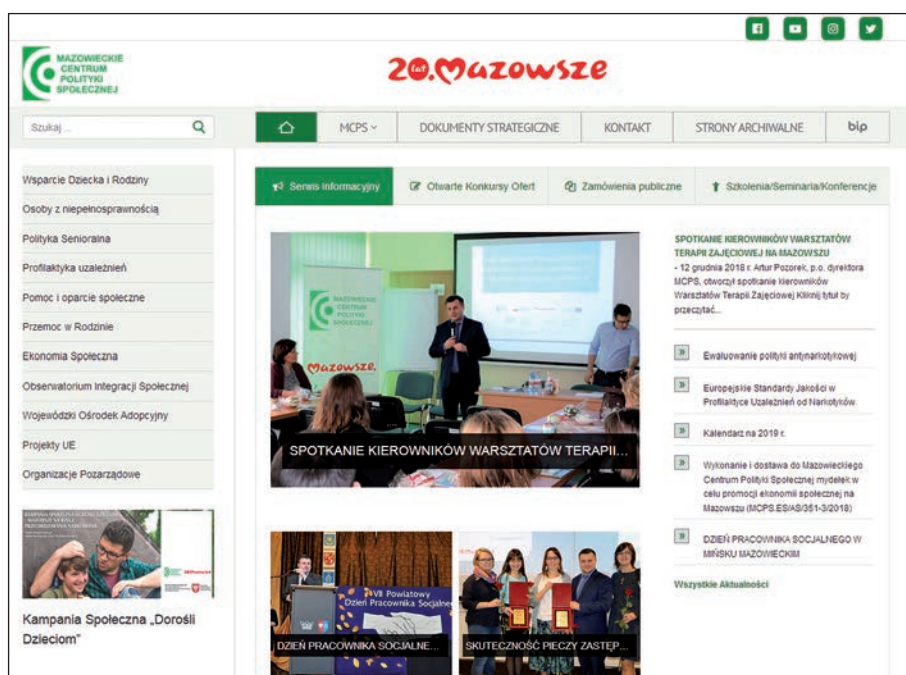 MAZOWIECKIE
CENTRUM
POLITYKI
SPOŁECZNEJ
20 lat. Mazowsze
Szukaj ...
MCPS
DOKUMENTY STRATEGICZNE
KONTAKT
STRONY ARCHIWALNE
bip
Wsparcie Dziecka i Rodziny
Osoby z niepełnosprawnością
Polityka Senioralna
Profilaktyka uzależnień
Pomoc i oparcie społeczne
Przemoc w Rodzinie
Ekonomia Społeczna
Obserwatorium Integracji Społecznej
Wojewódzki Ośrodek Adopcyjny
Projekty UE
Organizacje Pozarządowe
Kampania Społeczna „Dorośli
Dzieciom"
Serwis informacyjny
Otwarte Konkursy Ofert
Zamówienia publiczne
Szkolenia/Seminaria/Konferencje
MAZOWIECKIE
CENTRUM
POLITYKI
SPOŁECZNEJ
Mazowsze.
SPOTKANIE KIEROWNIKÓW WARSZTATÓW TERAPII...
VII Powiatowy
Dzień Pracownika Socjalneg
DZIEŃ PRACOWNIKA SOCJALNE...
SKUTECZNOŚĆ PIECZY ZASTĘP...
SPOTKANIE KIEROWNIKÓW WARSZTATÓW
TERAPII ZAJĘCIOWEJ NA MAZOWSZU
- 12 grudnia 2018 r. Artur Pozorek, p.o. dyrektora
MCPS, otworzył spotkanie kierowników
Warsztatów Terapii Zajęciowej Kliknij tytuł by
przeczytać...
Ewaluowanie polityki antynarkotykowej
Europejskie Standardy Jakości w
Profilaktyce Uzależnień od Narkotyków
Kalendarz na 2019 r.
Wykonanie i dostawa do Mazowieckiego
Centrum Polityki Społecznej mydełek w
celu promocji ekonomii społecznej na
Mazowszu (MCPS.ES/AS/351-3/2018)
DZIEŃ PRACOWNIKA SOCJALNEGO W
MIŃSKU MAZOWIECKIM
Wszystkie Aktualności